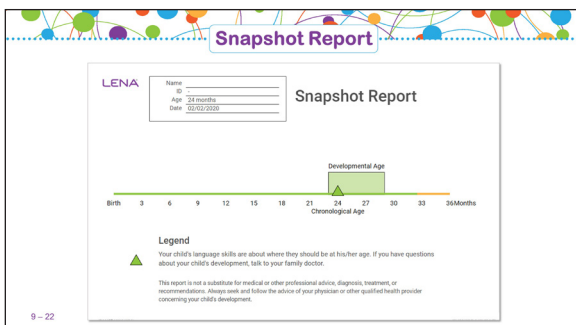 Snapshot Report
LENA
Name
ID -
Age 24 months
Date 02/02/2020
Snapshot Report
Developmental Age
Birth 3 6 9 12 15 18 21 24 27 30 33 36Months
Chronological Age
Legend
Your child's language skills are about where they should be at his/her age. If you have questions
about your child's development, talk to your family doctor.
This report is not a substitute for medical or other professional advice, diagnosis, treatment, or
recommendations. Always seek and follow the advice of your physician or other qualified health provider
concerning your child's development.
9 – 22